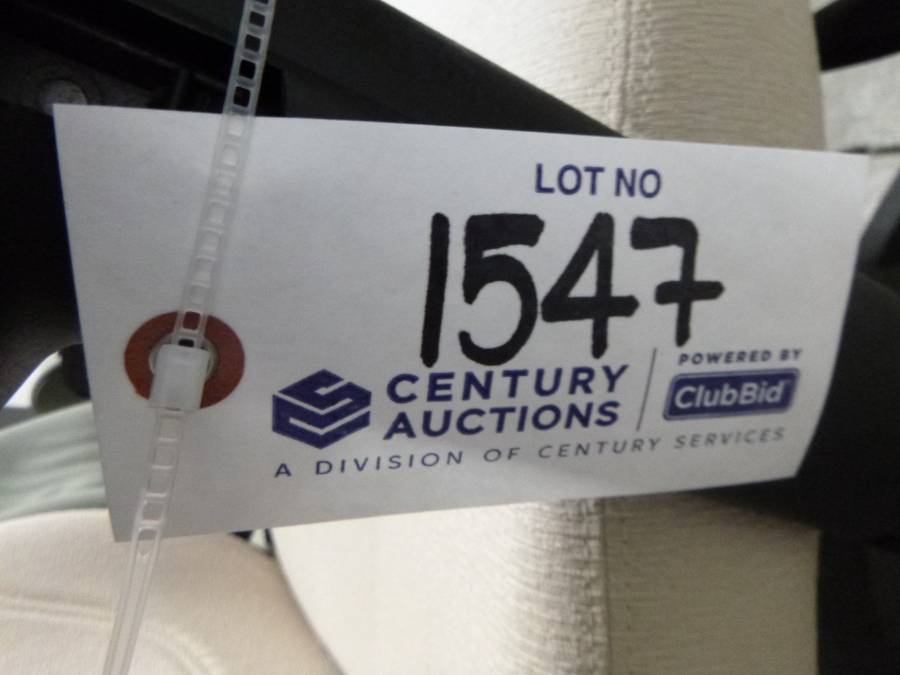 LOT NO
1547
CENTURY
AUCTIONS
POWERED BY
ClubBid
A DIVISION OF CENTURY SERVICES